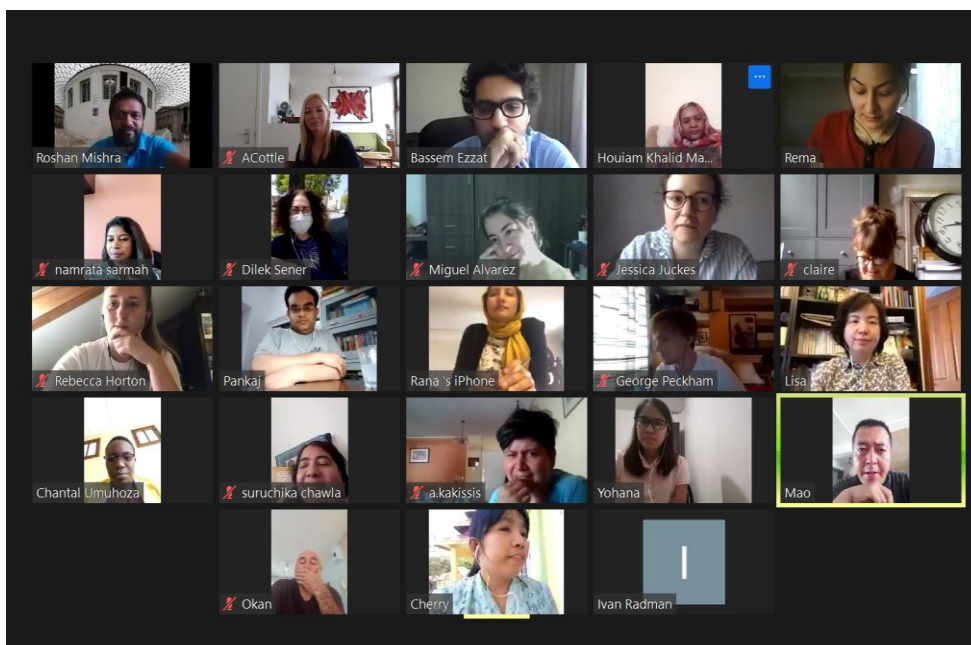 Roshan Mishra
ACottle
Bassem Ezzat
Houiam Khalid Ma...
Rema
namrata sarmah
Dilek Sener
Miguel Alvarez
Jessica Juckes
claire
Rebecca Horton
Pankaj
Rana 's iPhone
George Peckham
Lisa
Chantal Umuhoza
suruchika chawla
a.kakissis
Yohana
Mao
Okan
Cherry
I
Ivan Radman